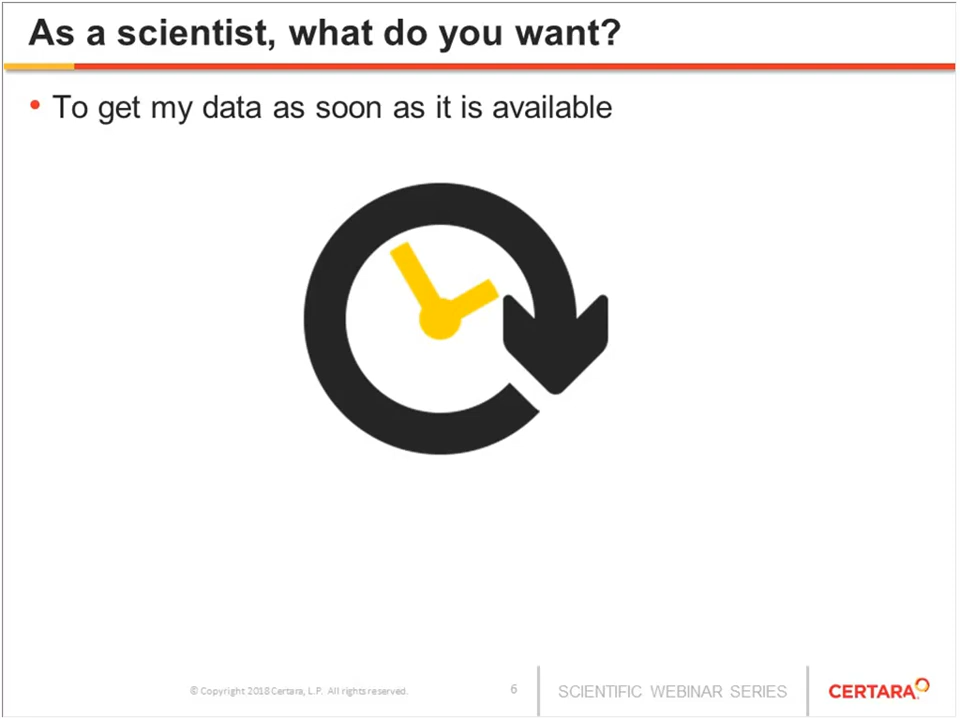 As a scientist, what do you want?
• To get my data as soon as it is available
© Copyright 2018 Certara, L.P. All rights reserved.
6
SCIENTIFIC WEBINAR SERIES
CERTARA